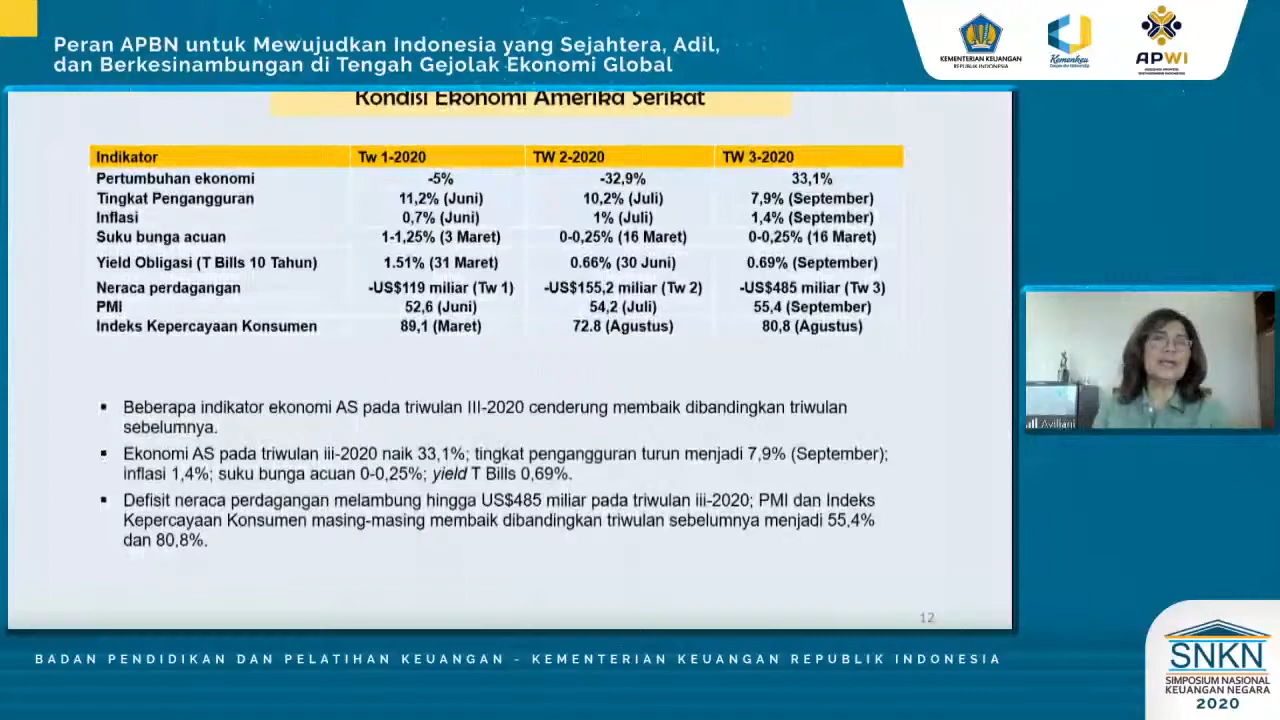 Peran APBN untuk Mewujudkan Indonesia yang Sejahtera, Adil,
dan Berkesinambungan di Tengah Gejolak Ekonomi Global
KEMENTERIAN KEUANGAN
REPUBLIK INDONESIA
Kemenkeu
APWI
Kondisi Ekonomi Amerika Serikat
Indikator Tw 1-2020 TW 2-2020 TW 3-2020
Pertumbuhan ekonomi -5% -32,9% 33,1%
Tingkat Pengangguran 11,2% (Juni) 10,2% (Juli) 7,9% (September)
Inflasi 0,7% (Juni) 1% (Juli) 1,4% (September)
Suku bunga acuan 1-1,25% (3 Maret) 0-0,25% (16 Maret) 0-0,25% (16 Maret)
Yield Obligasi (T Bills 10 Tahun) 1.51% (31 Maret) 0.66% (30 Juni) 0.69% (September)
Neraca perdagangan -US$119 miliar (Tw 1) -US$155,2 miliar (Tw 2) -US$485 miliar (Tw 3)
PMI 52,6 (Juni) 54,2 (Juli) 55,4 (September)
Indeks Kepercayaan Konsumen 89,1 (Maret) 72.8 (Agustus) 80,8 (Agustus)
▪ Beberapa indikator ekonomi AS pada triwulan III-2020 cenderung membaik dibandingkan triwulan
sebelumnya.
▪ Ekonomi AS pada triwulan iii-2020 naik 33,1%; tingkat pengangguran turun menjadi 7,9% (September);
inflasi 1,4%; suku bunga acuan 0-0,25%; yield T Bills 0,69%.
▪ Defisit neraca perdagangan melambung hingga US$485 miliar pada triwulan iii-2020; PMI dan Indeks
Kepercayaan Konsumen masing-masing membaik dibandingkan triwulan sebelumnya menjadi 55,4%
dan 80,8%.
12
Aviliani
BADAN PENDIDIKAN DAN PELATIHAN KEUANGAN - KEMENTERIAN KEUANGAN REPUBLIK INDONESIA
SNKN
SIMPOSIUM NASIONAL
KEUANGAN NEGARA
2020